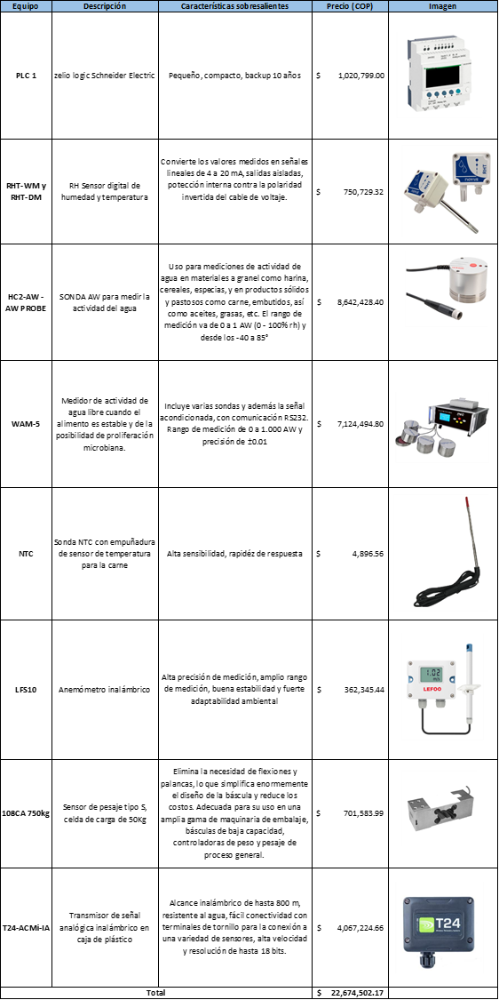 Equipo Descripción Características sobresalientes Precio (COP) Imagen
PLC 1
zelio logic Schneider Electric
Pequeño, compacto, backup 10 años
$ 1,020,799.00
RHT-WM y
RHT-DM
RH Sensor digital de
humedad y temperatura
Convierte los valores medidos en señales
lineales de 4 a 20 mA, salidas aisladas,
potección interna contra la polaridad
invertida del cable de voltaje.
$ 750,729.32
RHT
novus
HC2-AW -
AW PROBE
SONDA AW para medir la
actividad del agua
Uso para mediciones de actividad de
agua en materiales a granel como harina,
cereales, especias, y en productos sólidos
y pastosos como carne, embutidos, así
como aceites, grasas, etc. El rango de
medición va de 0 a 1 AW (0 - 100% rh) y
desde los -40 a 85°
$ 8,642,428.40
WAM-5
Medidor de actividad de
agua libre cuando el
alimento es estable y de la
posibilidad de proliferación
microbiana.
Incluye varias sondas y además la señal
acondicionada, con comunicación RS232.
Rango de medición de 0 a 1.000 AW y
precisión de ±0.01
$ 7,124,494.80
NTC
Sonda NTC con empuñadura
de sensor de temperatura
para la carne
Alta sensibilidad, rapidéz de respuesta
$ 4,896.56
LFS10
Anemómetro inalámbrico
Alta precisión de medición, amplio rango
de medición, buena estabilidad y fuerte
adaptabilidad ambiental
$ 362,345.44
1.02
m/s
LEFOO
108CA 750kg
Sensor de pesaje tipo S,
celda de carga de 50Kg
Elimina la necesidad de flexiones y
palancas, lo que simplifica enormemente
el diseño de la báscula y reduce los
costos. Adecuada para su uso en una
amplia gama de maquinaria de embalaje,
básculas de baja capacidad,
controladoras de peso y pesaje de
proceso general.
$ 701,583.99
T24-ACMi-IA
Transmisor de señal
analógica inalámbrico en
caja de plástico
Alcance inalámbrico de hasta 800 m,
resistente al agua, fácil conectividad con
terminales de tornillo para la conexión a
una variedad de sensores, alta velocidad
y resolución de hasta 18 bits.
$ 4,067,224.66
T24
Total $ 22,674,502.17